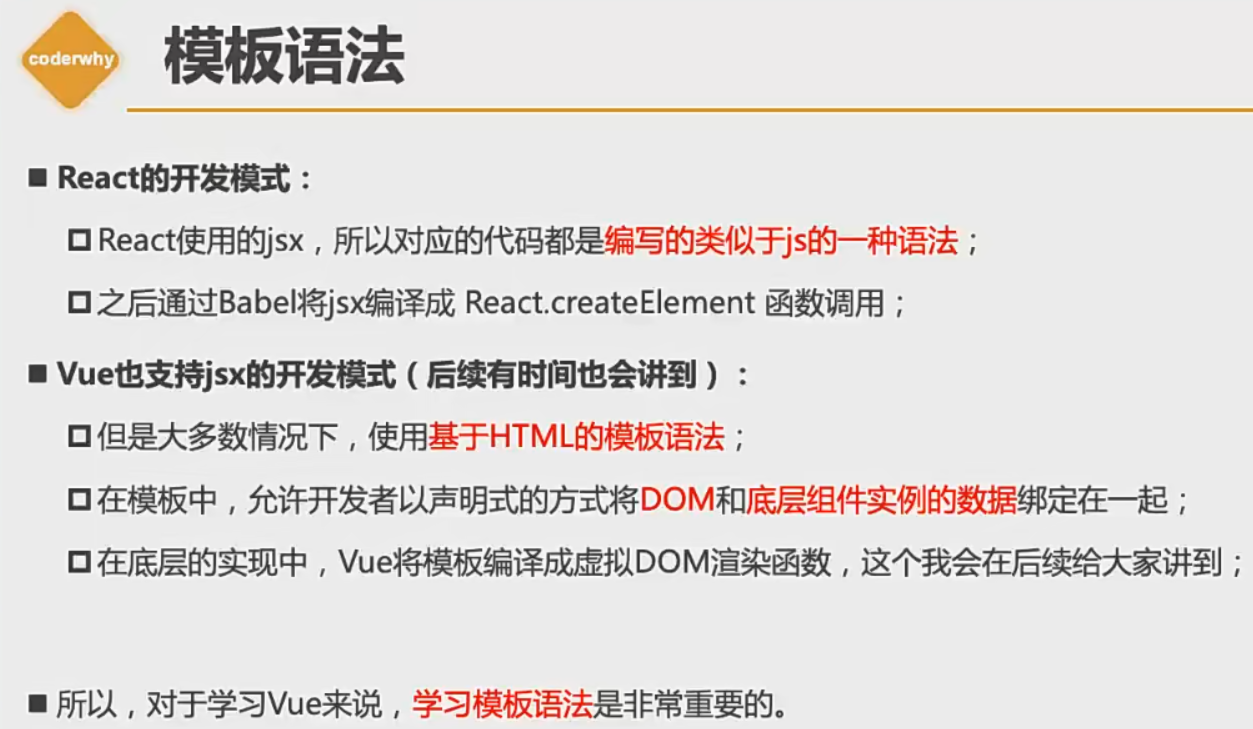 coderwhy
模板语法
■ React的开发模式：
React使用的jsx，所以对应的代码都是编写的类似于js的一种语法；
之后通过Babel将jsx编译成 React.createElement 函数调用；
■ Vue也支持jsx的开发模式（后续有时间也会讲到）：
但是大多数情况下，使用基于HTML的模板语法；
在模板中，允许开发者以声明式的方式将DOM和底层组件实例的数据绑定在一起；
在底层的实现中，Vue将模板编译成虚拟DOM渲染函数，这个我会在后续给大家讲到；
■ 所以，对于学习Vue来说，学习模板语法是非常重要的。